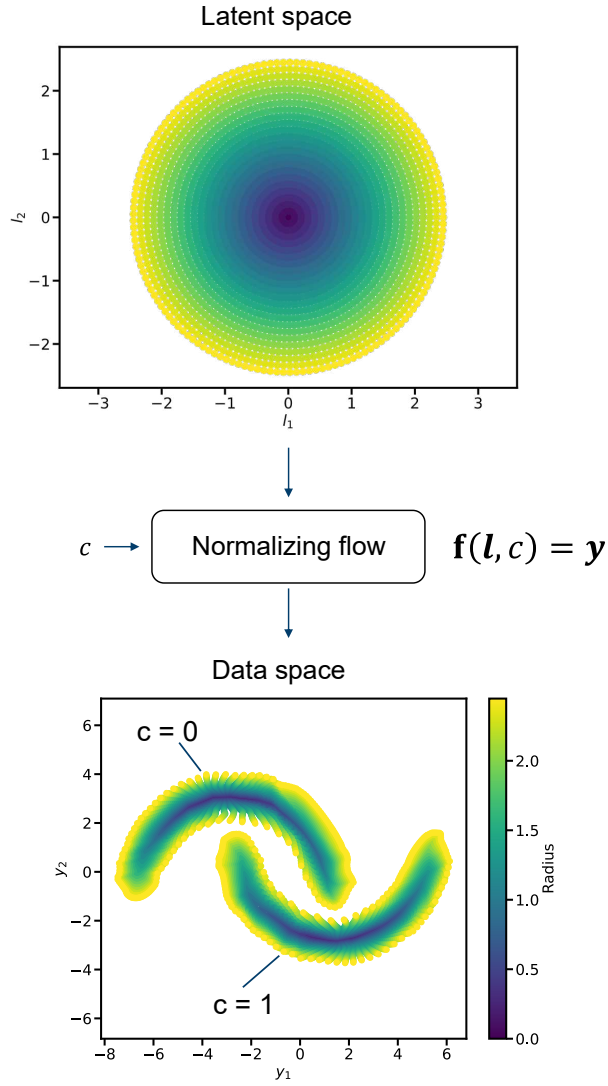 Latent space
2
1
0
−1
−2
l₂
−3 −2 −1 0 1 2 3
l₁
c
Normalizing flow
f(l, c) = y
Data space
6
4
2
0
−2
−4
−6
y₂
c = 0
c = 1
−8 −6 −4 −2 0 2 4 6
y₁
2.0
1.5
1.0
0.5
0.0
Radius